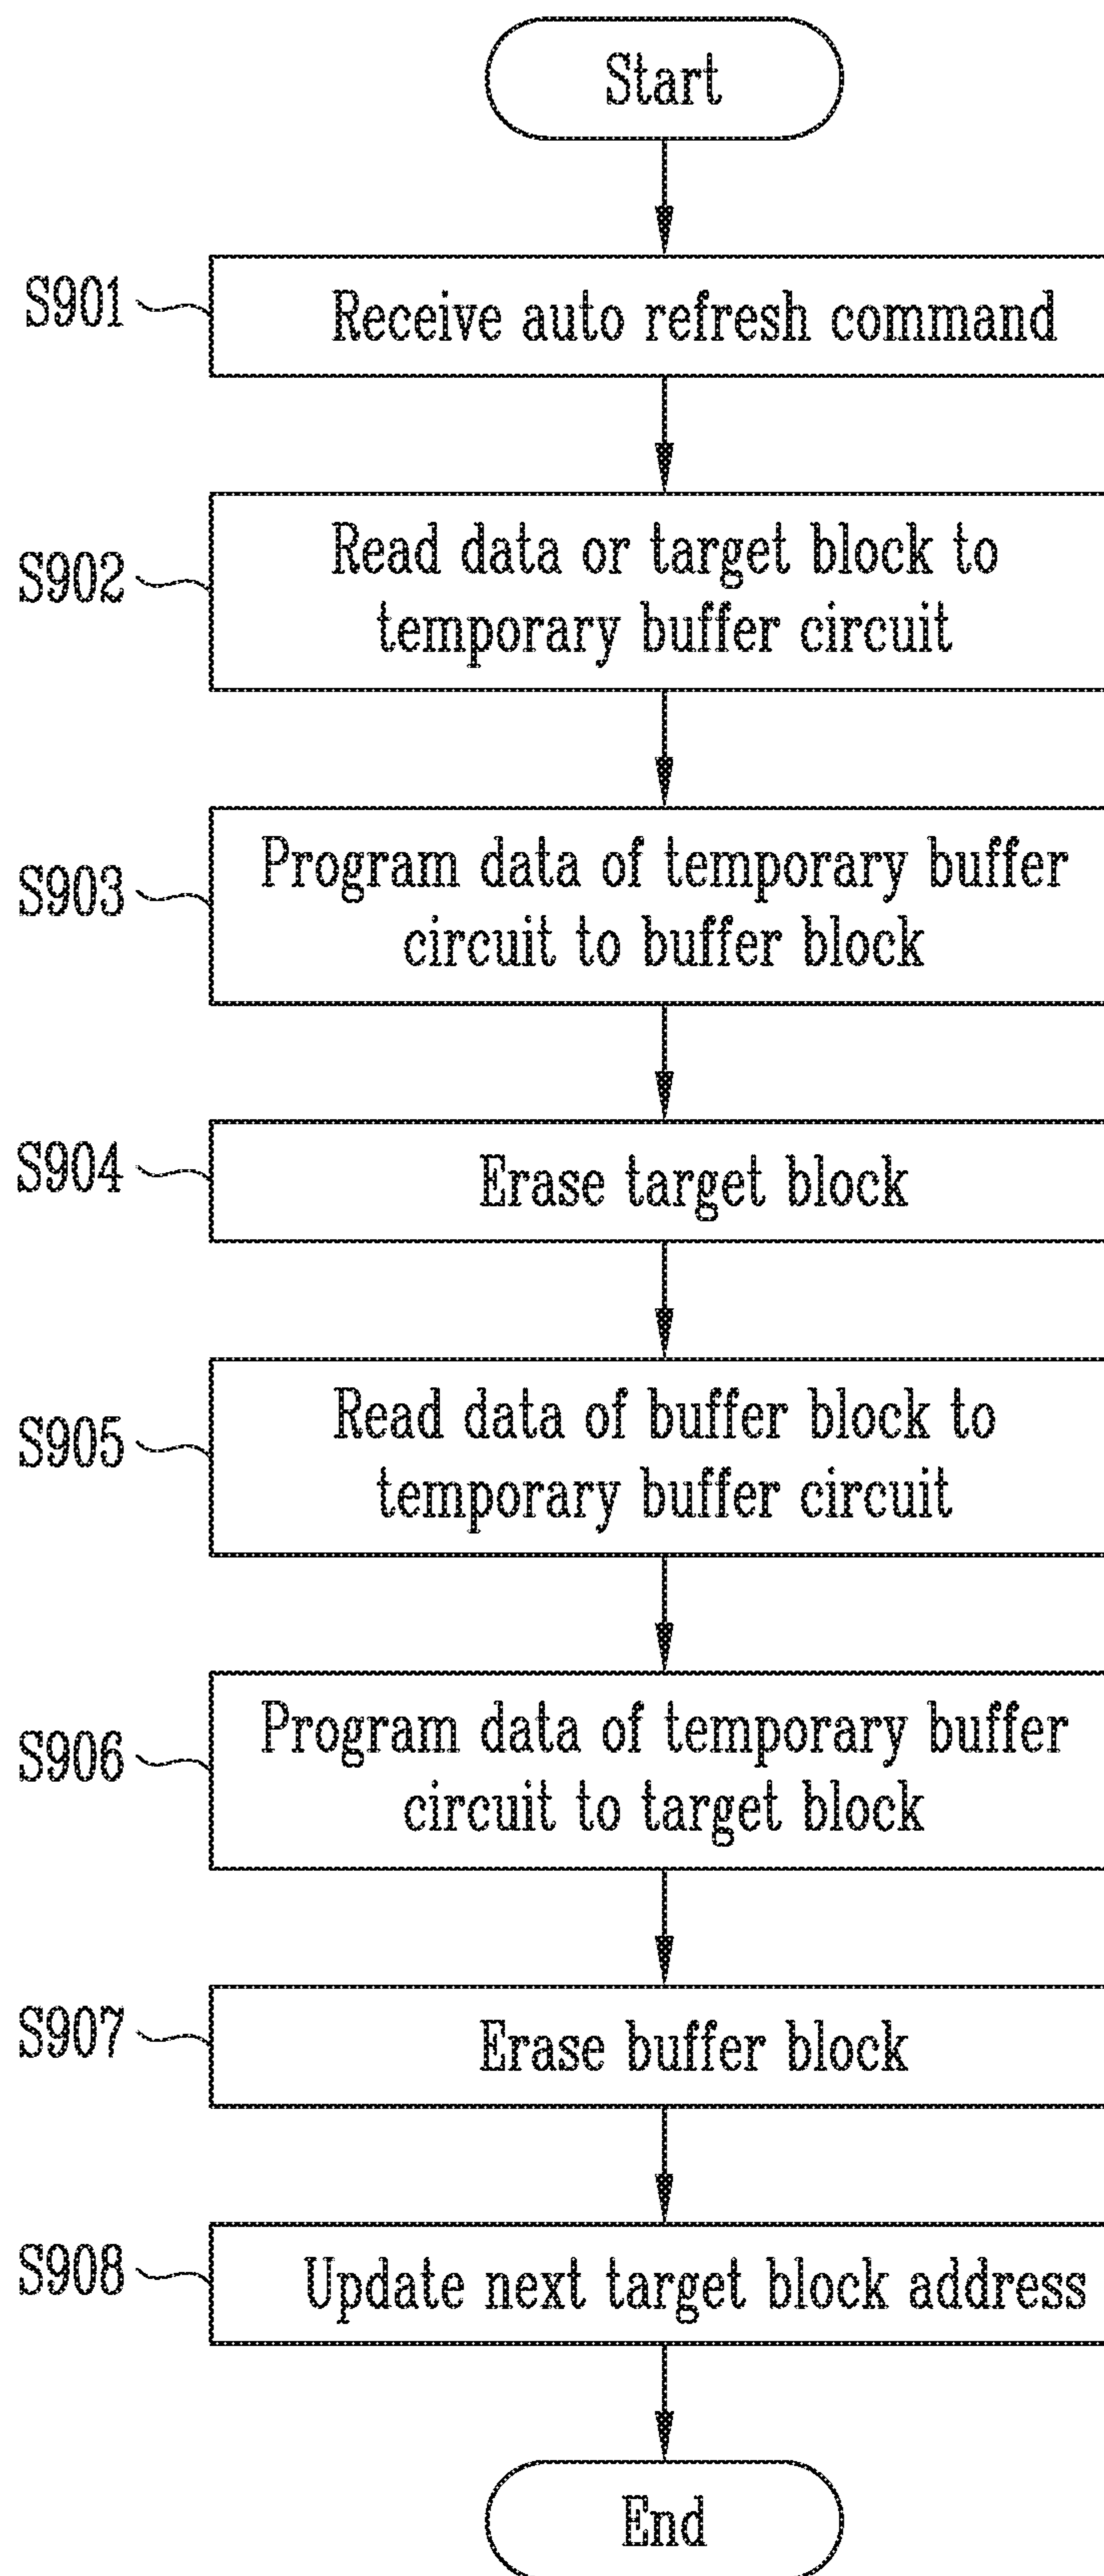 Start
S901
Receive auto refresh command
S902
Read data or target block to
temporary buffer circuit
S903
Program data of temporary buffer
circuit to buffer block
S904
Erase target block
S905
Read data of buffer block to
temporary buffer circuit
S906
Program data of temporary buffer
circuit to target block
S907
Erase buffer block
S908
Update next target block address
End